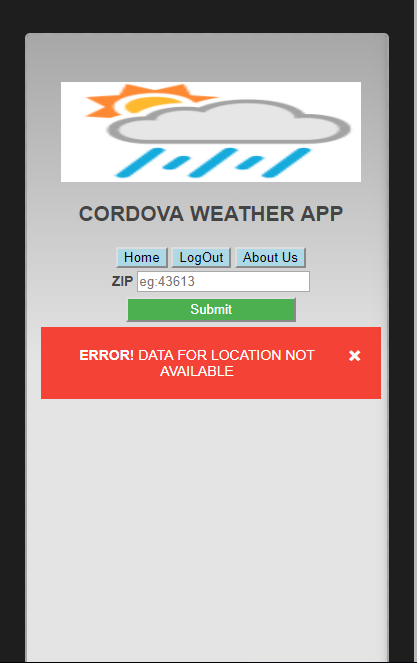 CORDOVA WEATHER APP
Home LogOut About Us
ZIP eg:43613
Submit
ERROR! DATA FOR LOCATION NOT ×
AVAILABLE